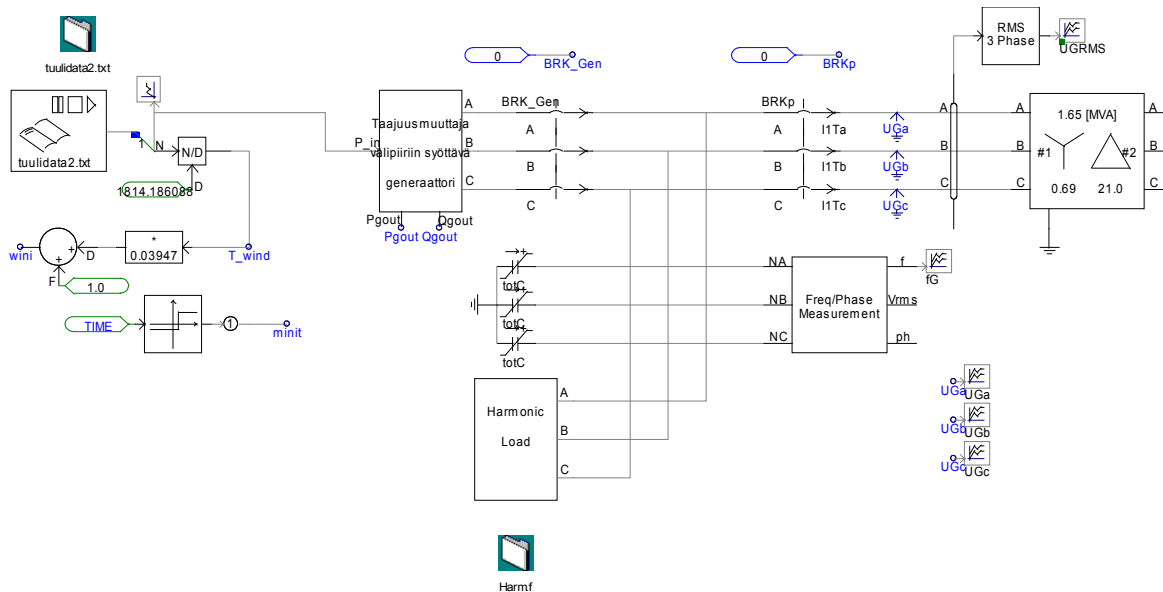 tuulidata2.txt
tuulidata2.txt
1
N
N/D
D
1814.186088
wini
D
*
0.03947
T_wind
F
1.0
TIME
1
minit
0
BRK_Gen
P_in
Taajuusmuuttaja
välipiiriin syöttävä
generaattori
A
B
C
Pgout
Qgout
Pgout
Qgout
BRK_Gen
A
B
C
0
BRKp
BRKp
A
B
C
I1Ta
I1Tb
I1Tc
UGa
UGb
UGc
RMS
3 Phase
UGRMS
A
B
C
A
B
C
1.65 [MVA]
#1
#2
0.69
21.0
A
B
C
totC
totC
totC
NA
NB
NC
Freq/Phase
Measurement
f
Vrms
ph
fG
Harmonic
Load
A
B
C
UGa
UGa
UGb
UGb
UGc
UGc
Harm.f